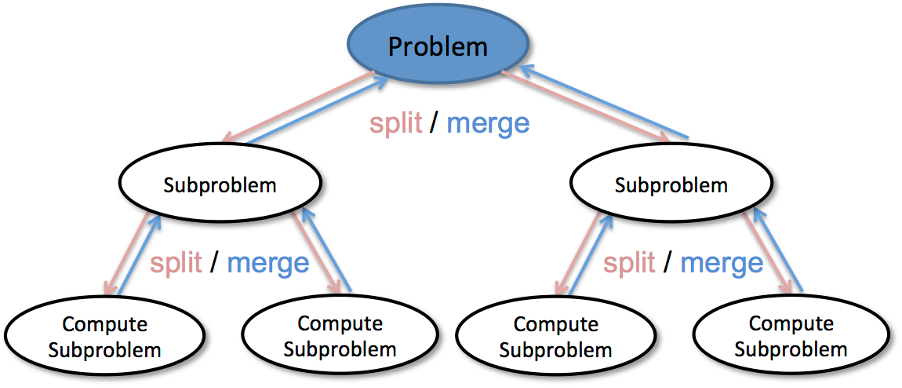 Problem
split / merge
Subproblem
Subproblem
split / merge
split / merge
Compute
Subproblem
Compute
Subproblem
Compute
Subproblem
Compute
Subproblem